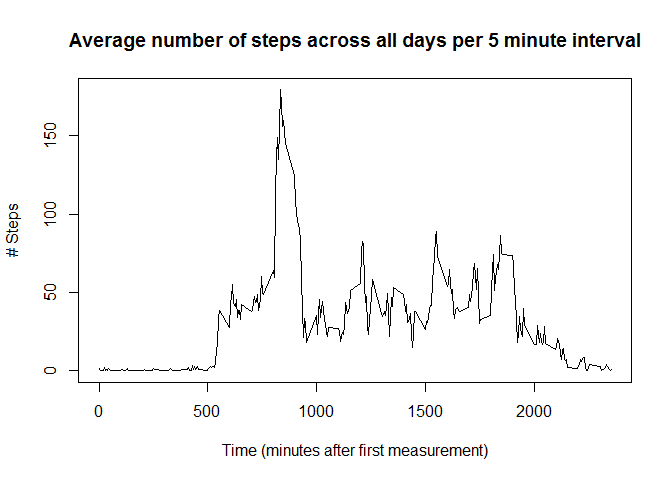 Average number of steps across all days per 5 minute interval
# Steps
150
100
50
0
0 500 1000 1500 2000
Time (minutes after first measurement)